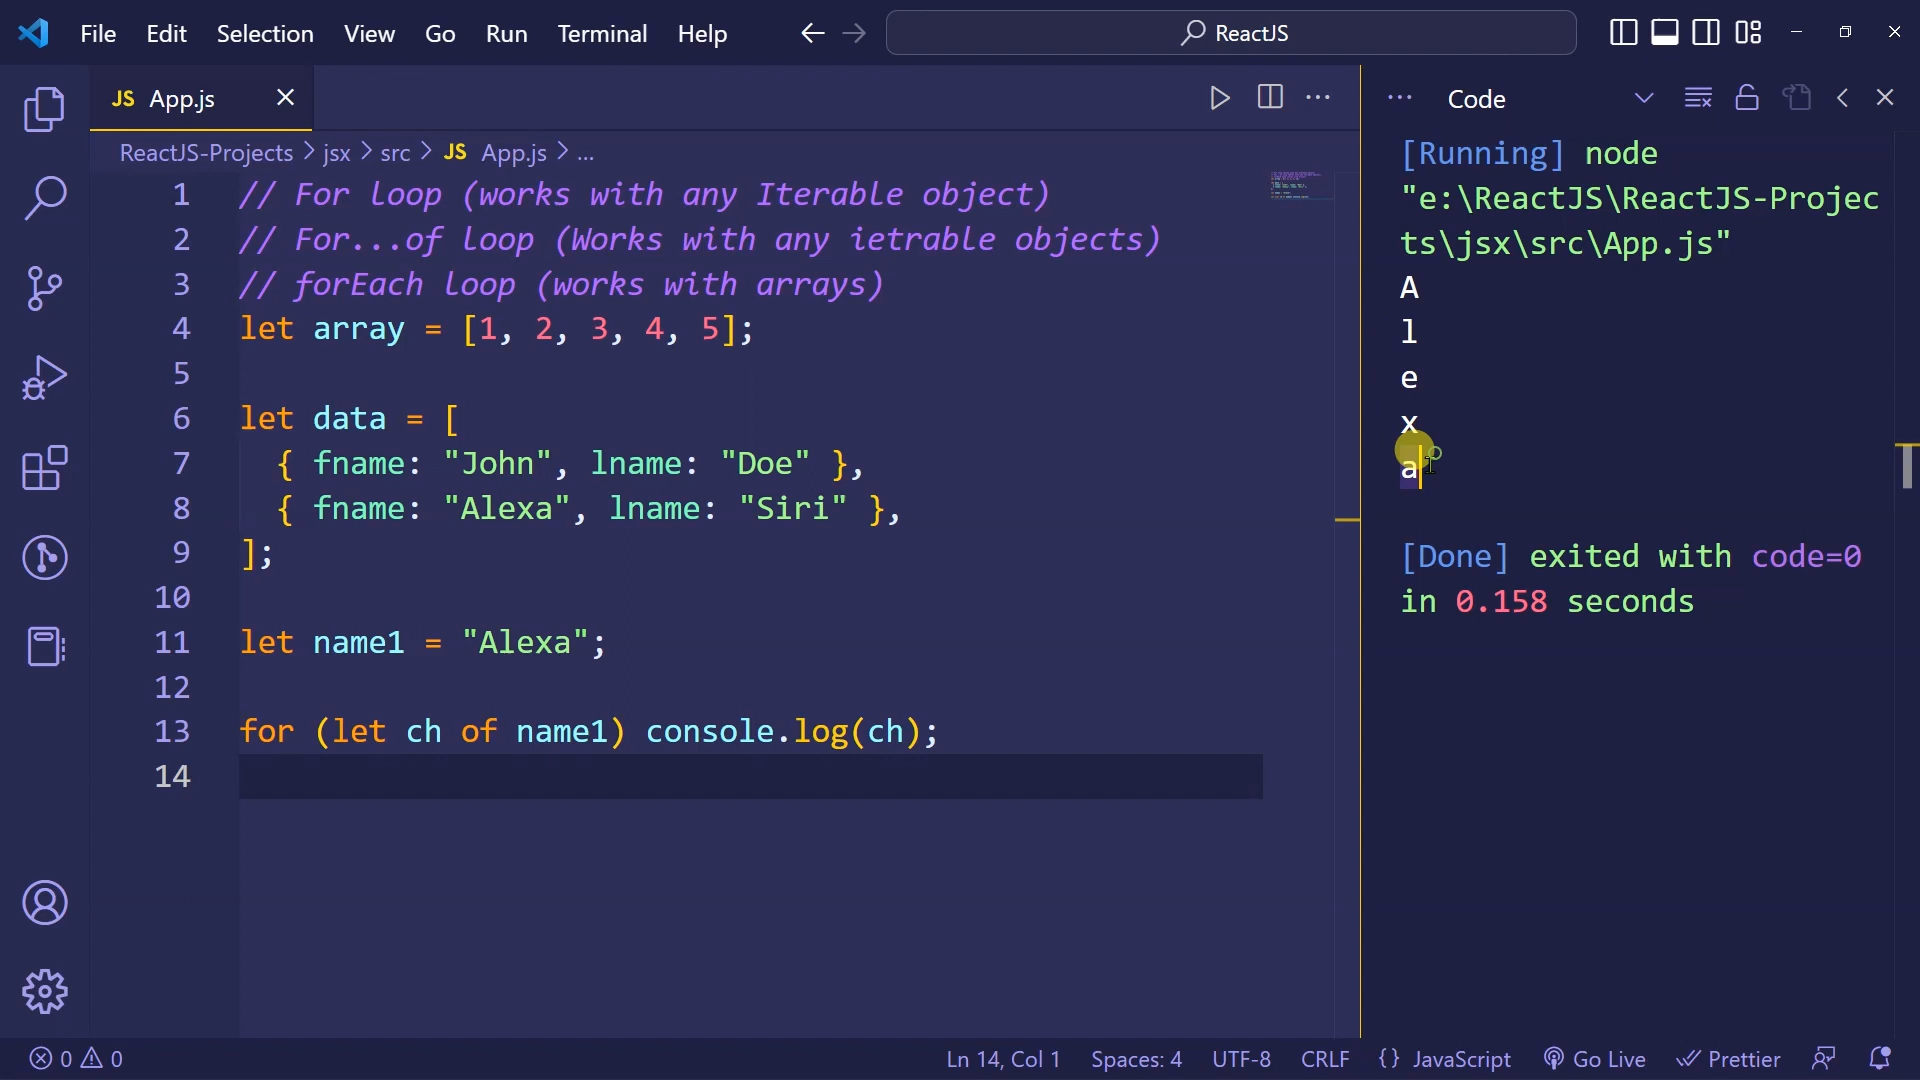 File Edit Selection View Go Run Terminal Help ReactJS
JS App.js
ReactJS-Projects > jsx > src > JS App.js > ...
1 // For loop (works with any Iterable object)
2 // For...of loop (Works with any ietrable objects)
3 // forEach loop (works with arrays)
4 let array = [1, 2, 3, 4, 5];
5
6 let data = [
7 { fname: "John", lname: "Doe" },
8 { fname: "Alexa", lname: "Siri" },
9 ];
10
11 let name1 = "Alexa";
12
13 for (let ch of name1) console.log(ch);
14
Code
[Running] node
"e:\ReactJS\ReactJS-Projec
ts\jsx\src\App.js"
A
l
e
x
a
[Done] exited with code=0
in 0.158 seconds
0 0 Ln 14, Col 1 Spaces: 4 UTF-8 CRLF {} JavaScript Go Live Prettier